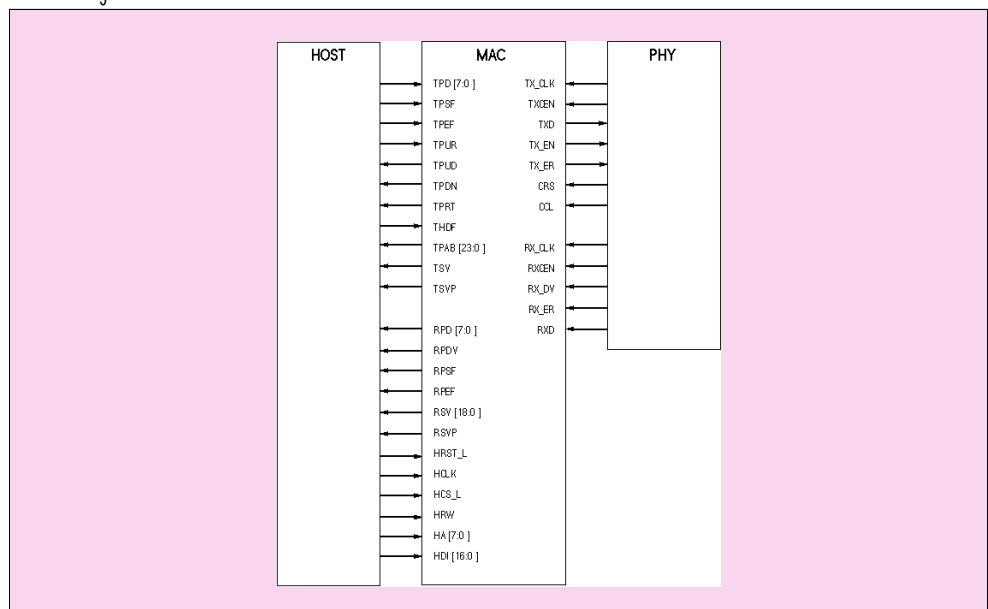 HOST
MAC
PHY
TPD [7:0 ]
TX_CLK
TPSF
TXCEN
TPEF
TXD
TPUR
TX_EN
TPUD
TX_ER
TPDN
CRS
TPRT
COL
THDF
TPAB [23:0 ]
RX_CLK
TSV
RXCEN
TSVP
RX_DV
RX_ER
RPD [7:0 ]
RXD
RPDV
RPSF
RPEF
RSV [18:0 ]
RSVP
HRST_L
HCLK
HCS_L
HRW
HA [7:0 ]
HDI [16:0 ]